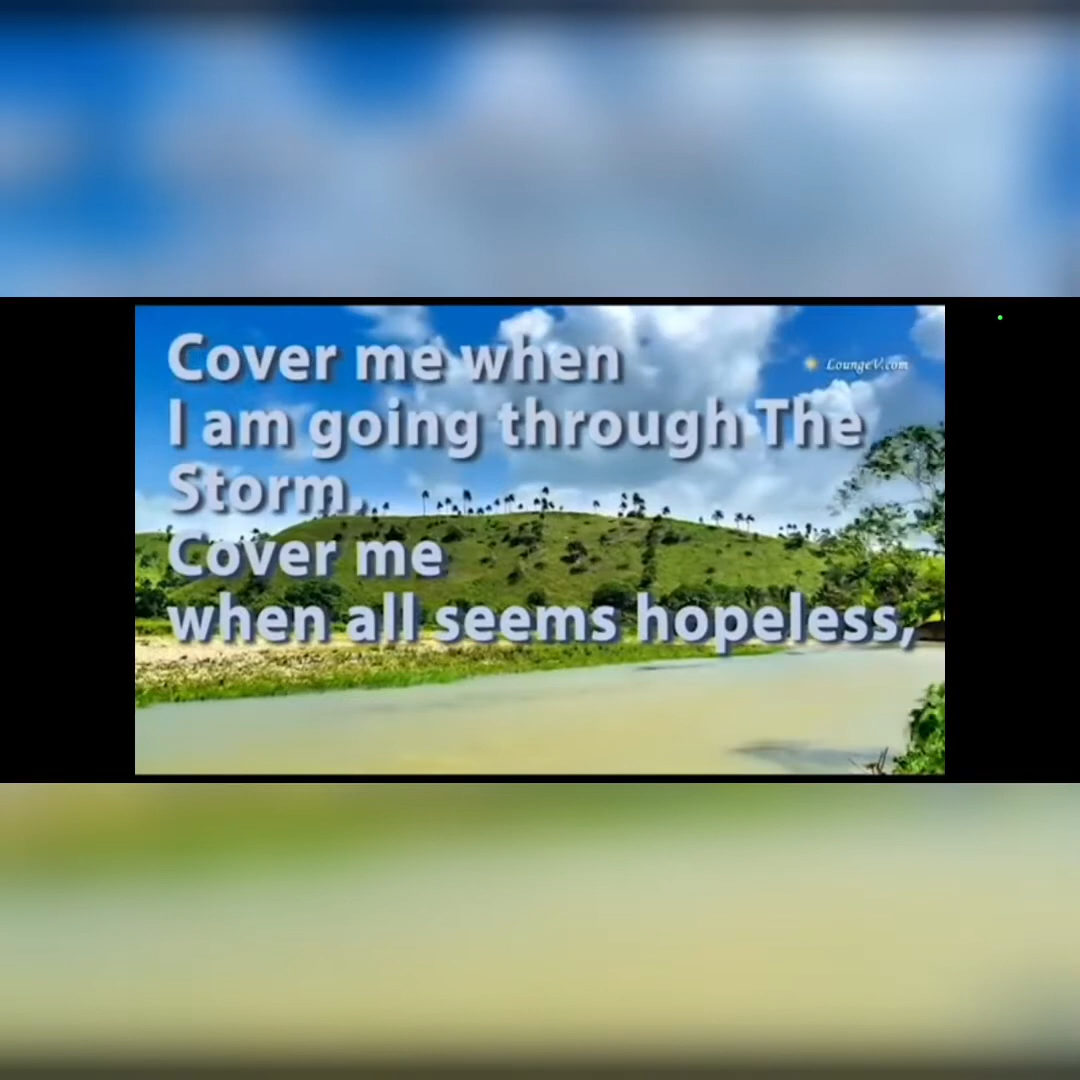 Cover me when
LoungeV.com
I am going through The
Storm,
Cover me
when all seems hopeless,